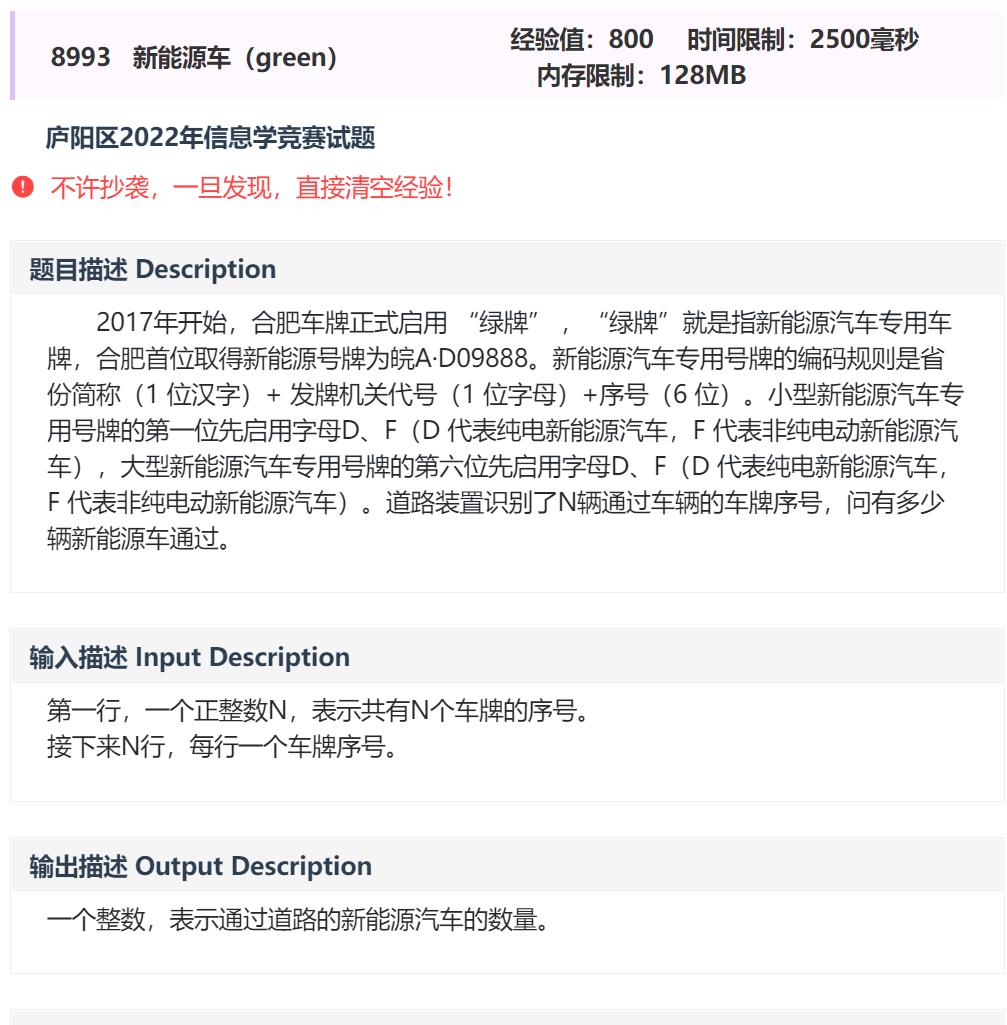 8993 新能源车（green）
经验值：800 时间限制：2500毫秒
内存限制：128MB
庐阳区2022年信息学竞赛试题
不许抄袭，一旦发现，直接清空经验！
题目描述 Description
2017年开始，合肥车牌正式启用 “绿牌” ， “绿牌” 就是指新能源汽车专用车
牌，合肥首位取得新能源号牌为皖A·D09888。新能源汽车专用号牌的编码规则是省
份简称（1 位汉字）+ 发牌机关代号（1 位字母）+序号（6 位）。小型新能源汽车专
用号牌的第一位先启用字母D、F（D 代表纯电新能源汽车，F 代表非纯电动新能源汽
车），大型新能源汽车专用号牌的第六位先启用字母D、F（D 代表纯电新能源汽车，
F 代表非纯电动新能源汽车）。道路装置识别了N辆通过车辆的车牌序号，问有多少
辆新能源车通过。
输入描述 Input Description
第一行，一个正整数N，表示共有N个车牌的序号。
接下来N行，每行一个车牌序号。
输出描述 Output Description
一个整数，表示通过道路的新能源汽车的数量。